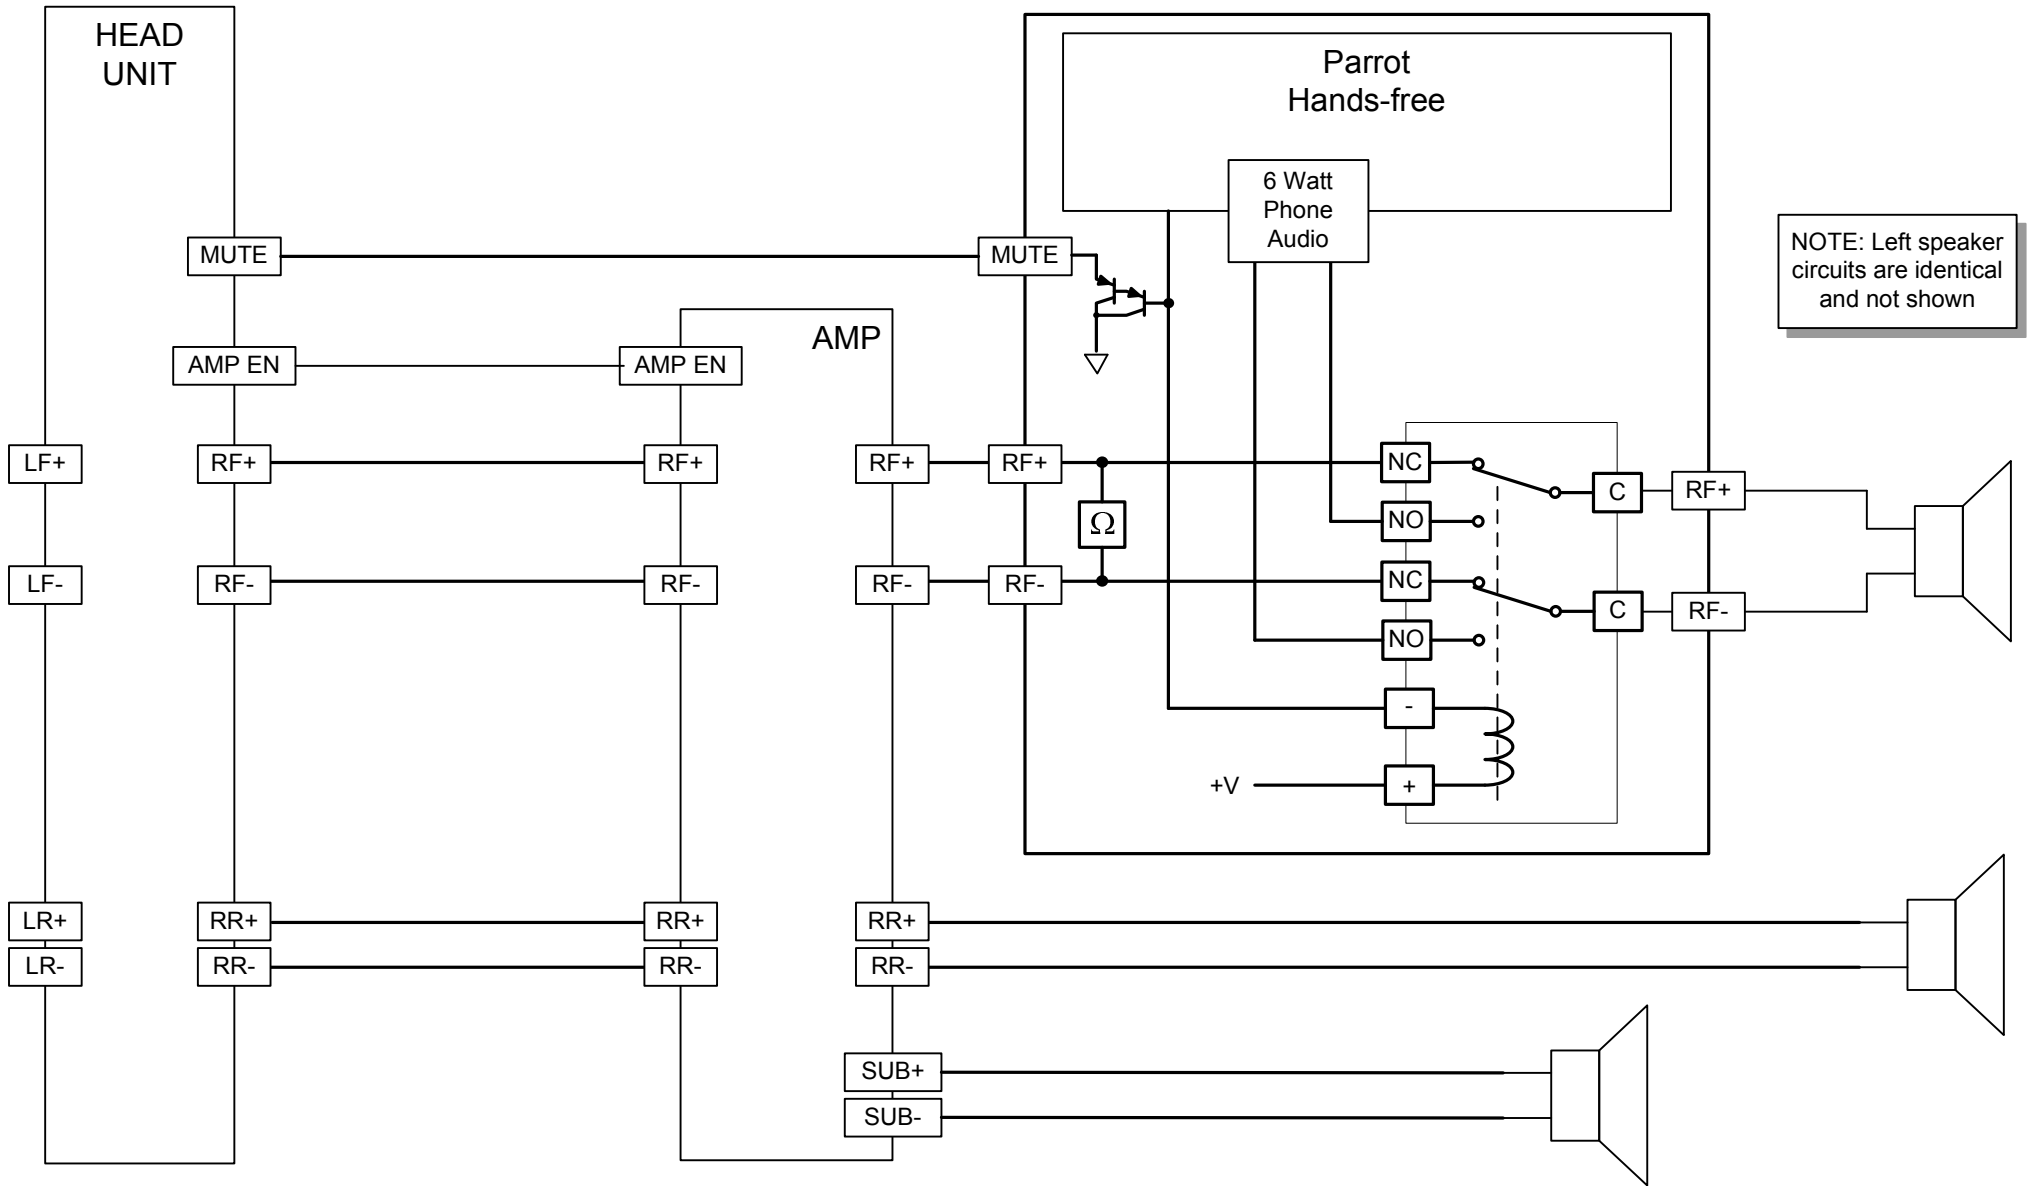 HEAD
UNIT
Parrot
Hands-free
6 Watt
Phone
Audio
NOTE: Left speaker
circuits are identical
and not shown
MUTE
MUTE
AMP
AMP EN
AMP EN
LF+
RF+
RF+
RF+
RF+
NC
C
RF+
Ω
NO
LF-
RF-
RF-
RF-
RF-
NC
C
RF-
NO
-
+V
+
LR+
RR+
RR+
RR+
LR-
RR-
RR-
RR-
SUB+
SUB-